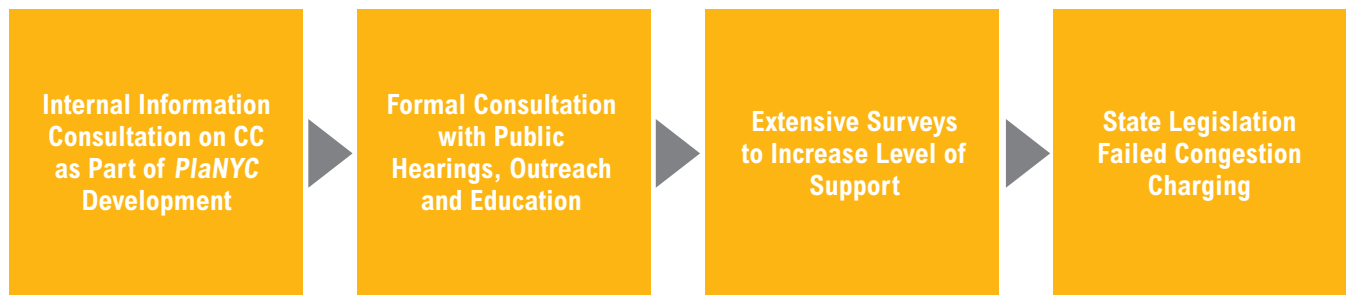 Internal Information
Consultation on CC
as Part of PlaNYC
Development
Formal Consultation
with Public
Hearings, Outreach
and Education
Extensive Surveys
to Increase Level of
Support
State Legislation
Failed Congestion
Charging